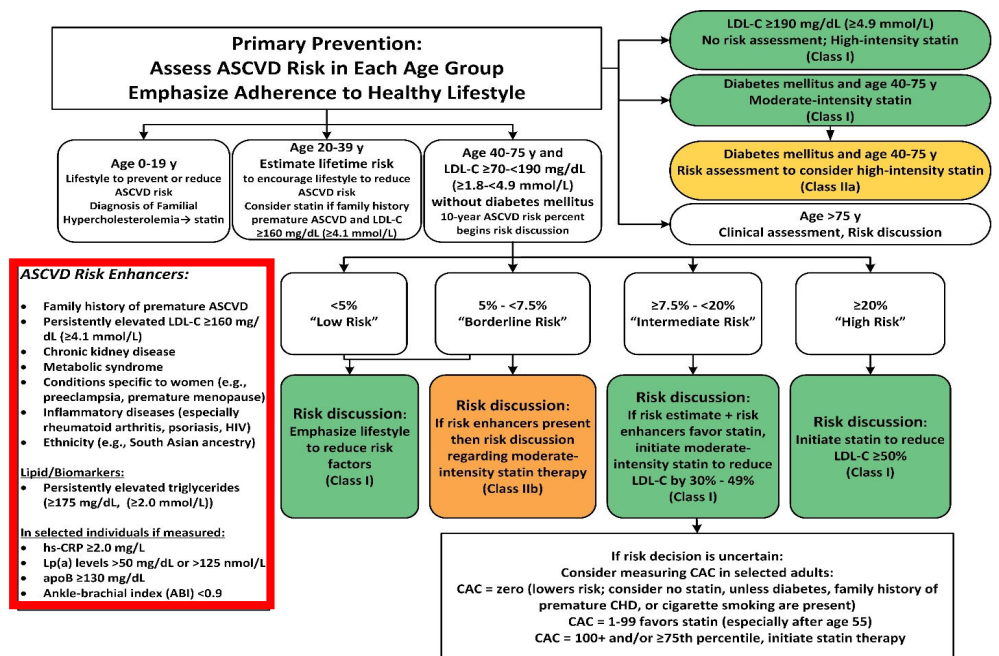 Primary Prevention:
Assess ASCVD Risk in Each Age Group
Emphasize Adherence to Healthy Lifestyle
LDL-C ≥190 mg/dL (≥4.9 mmol/L)
No risk assessment; High-intensity statin
(Class I)
Diabetes mellitus and age 40-75 y
Moderate-intensity statin
(Class I)
Diabetes mellitus and age 40-75 y
Risk assessment to consider high-intensity statin
(Class IIa)
Age >75 y
Clinical assessment, Risk discussion
Age 0-19 y
Lifestyle to prevent or reduce
ASCVD risk
Diagnosis of Familial
Hypercholesterolemia→ statin
Age 20-39 y
Estimate lifetime risk
to encourage lifestyle to reduce
ASCVD risk
Consider statin if family history
premature ASCVD and LDL-C
≥160 mg/dL (≥4.1 mmol/L)
Age 40-75 y and
LDL-C ≥70-<190 mg/dL
(≥1.8-<4.9 mmol/L)
without diabetes mellitus
10-year ASCVD risk percent
begins risk discussion
ASCVD Risk Enhancers:
• Family history of premature ASCVD
• Persistently elevated LDL-C ≥160 mg/
dL (≥4.1 mmol/L)
• Chronic kidney disease
• Metabolic syndrome
• Conditions specific to women (e.g.,
preeclampsia, premature menopause)
• Inflammatory diseases (especially
rheumatoid arthritis, psoriasis, HIV)
• Ethnicity (e.g., South Asian ancestry)
Lipid/Biomarkers:
• Persistently elevated triglycerides
(≥175 mg/dL, (≥2.0 mmol/L))
In selected individuals if measured:
• hs-CRP ≥2.0 mg/L
• Lp(a) levels >50 mg/dL or >125 nmol/L
• apoB ≥130 mg/dL
• Ankle-brachial index (ABI) <0.9
<5%
"Low Risk"
5% - <7.5%
"Borderline Risk"
≥7.5% - <20%
"Intermediate Risk"
≥20%
"High Risk"
Risk discussion:
Emphasize lifestyle
to reduce risk
factors
(Class I)
Risk discussion:
If risk enhancers present
then risk discussion
regarding moderate-
intensity statin therapy
(Class IIb)
Risk discussion:
If risk estimate + risk
enhancers favor statin,
initiate moderate-
intensity statin to reduce
LDL-C by 30% - 49%
(Class I)
Risk discussion:
Initiate statin to reduce
LDL-C ≥50%
(Class I)
If risk decision is uncertain:
Consider measuring CAC in selected adults:
CAC = zero (lowers risk; consider no statin, unless diabetes, family history of
premature CHD, or cigarette smoking are present)
CAC = 1-99 favors statin (especially after age 55)
CAC = 100+ and/or ≥75th percentile, initiate statin therapy